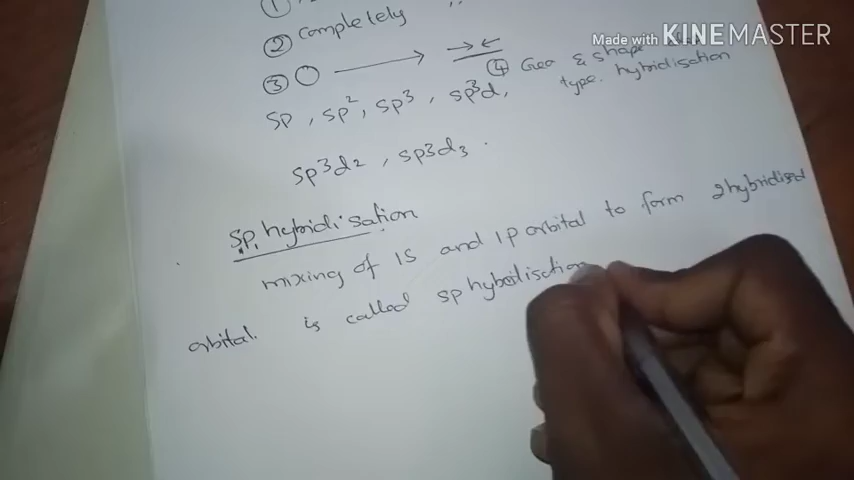 Made with KINEMASTER
①
② completely
③ ○ → →←
④ Geo & shape
type. hybridisation
sp, sp², sp³, sp³d,
sp³d₂, sp³d₃.
sp hybridisation
mixing of 1s and 1p orbital to form 2 hybridised
orbital. is called sp hybridisation